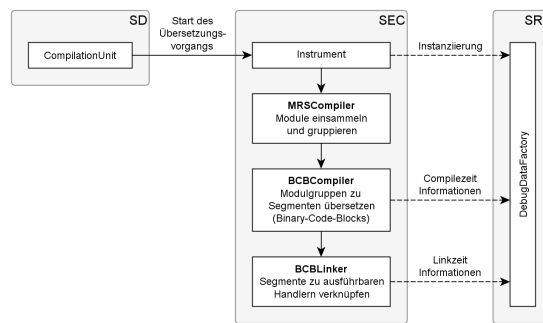 SD
SEC
SR
Start des
Übersetzungs-
vorgangs
CompilationUnit
Instrument
Instanziierung
MRSCompiler
Module einsammeln
und gruppieren
BCBCompiler
Modulgruppen zu
Segmenten übersetzen
(Binary-Code-Blocks)
Compilezeit
Informationen
DebugDataFactory
BCBLinker
Segmente zu ausführbaren
Handlern verknüpfen
Linkzeit
Informationen